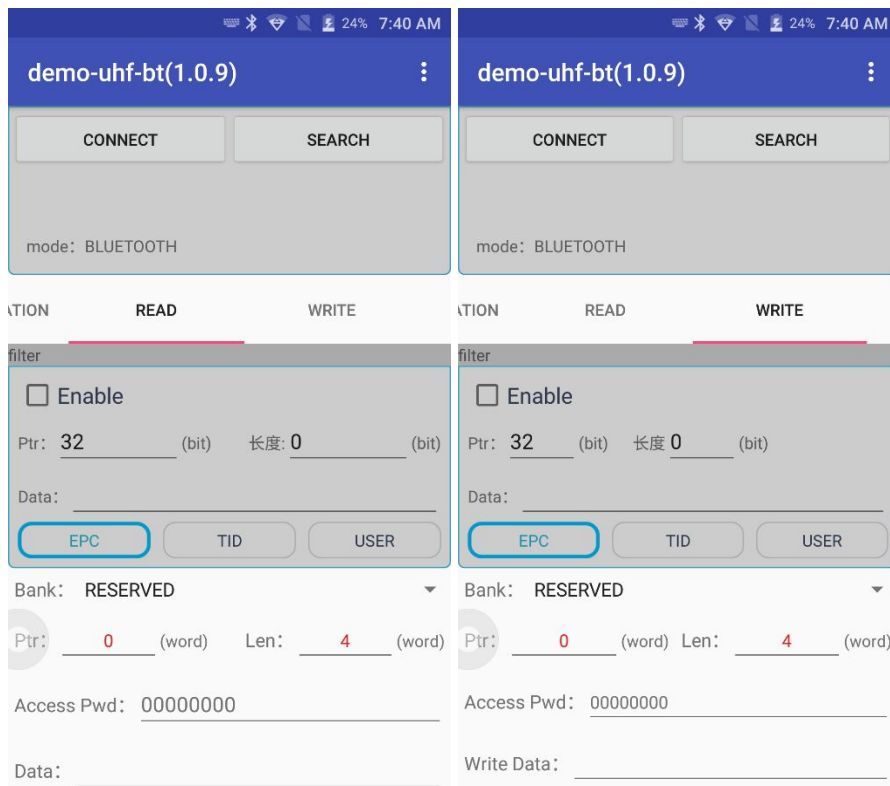 24% 7:40 AM
demo-uhf-bt(1.0.9)
CONNECT SEARCH
mode：BLUETOOTH
ATION READ WRITE
filter
Enable
Ptr：32 (bit) 长度: 0 (bit)
Data：
EPC TID USER
Bank： RESERVED
Ptr： 0 (word) Len： 4 (word)
Access Pwd： 00000000
Data：
24% 7:40 AM
demo-uhf-bt(1.0.9)
CONNECT SEARCH
mode：BLUETOOTH
ATION READ WRITE
filter
Enable
Ptr：32 (bit) 长度 0 (bit)
Data：
EPC TID USER
Bank： RESERVED
Ptr： 0 (word) Len： 4 (word)
Access Pwd： 00000000
Write Data：